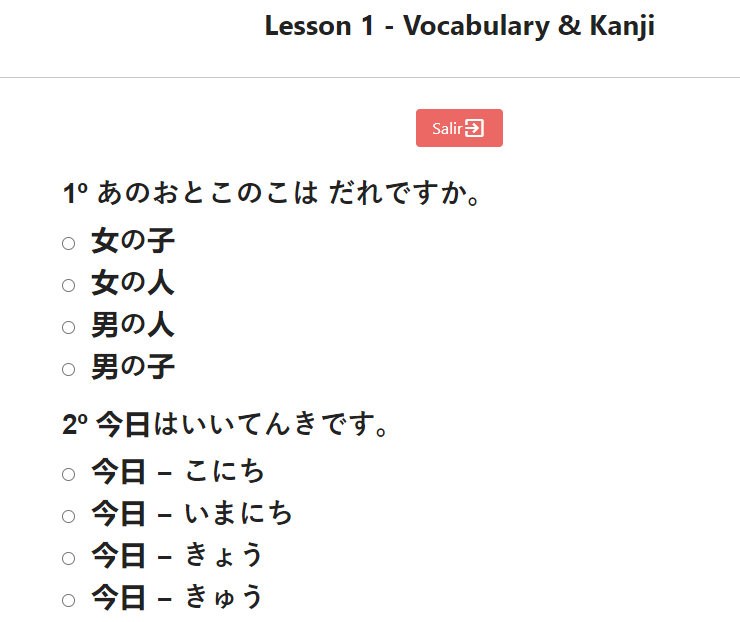 Lesson 1 - Vocabulary & Kanji
Salir
1º あのおとこのこは だれですか。
女の子
女の人
男の人
男の子
2º 今日はいいてんきです。
今日 – こにち
今日 – いまにち
今日 – きょう
今日 – きゅう